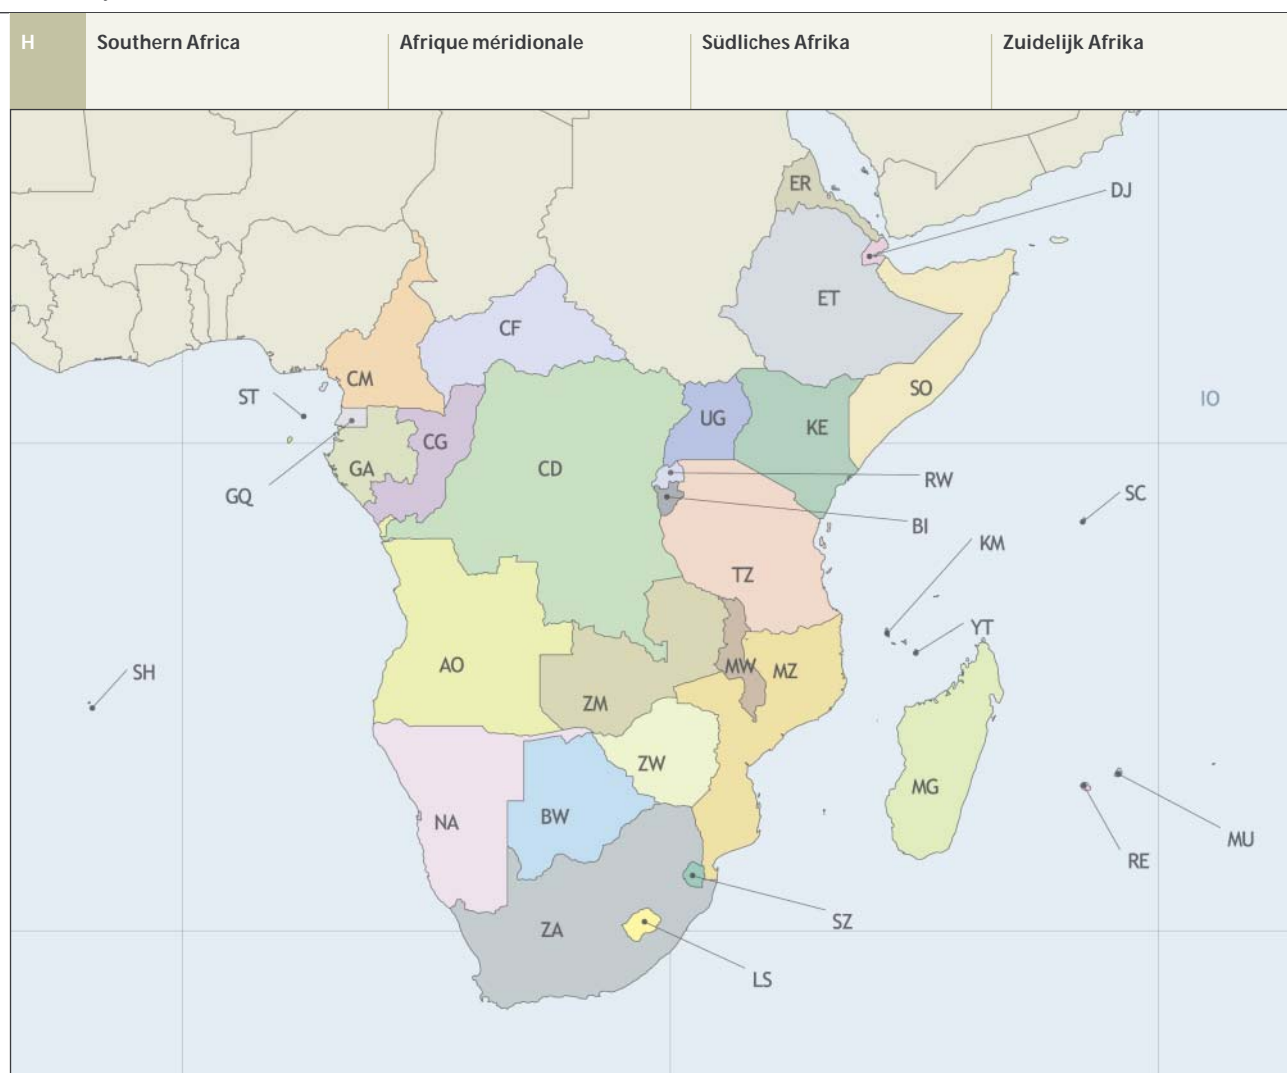 H Southern Africa Afrique méridionale Südliches Afrika Zuidelijk Afrika
ER
DJ
ET
CF
CM
SO
ST
IO
UG
KE
CG
GA
CD
RW
GQ
SC
BI
KM
TZ
YT
AO
MW
MZ
SH
ZM
ZW
MG
BW
NA
MU
RE
SZ
ZA
LS